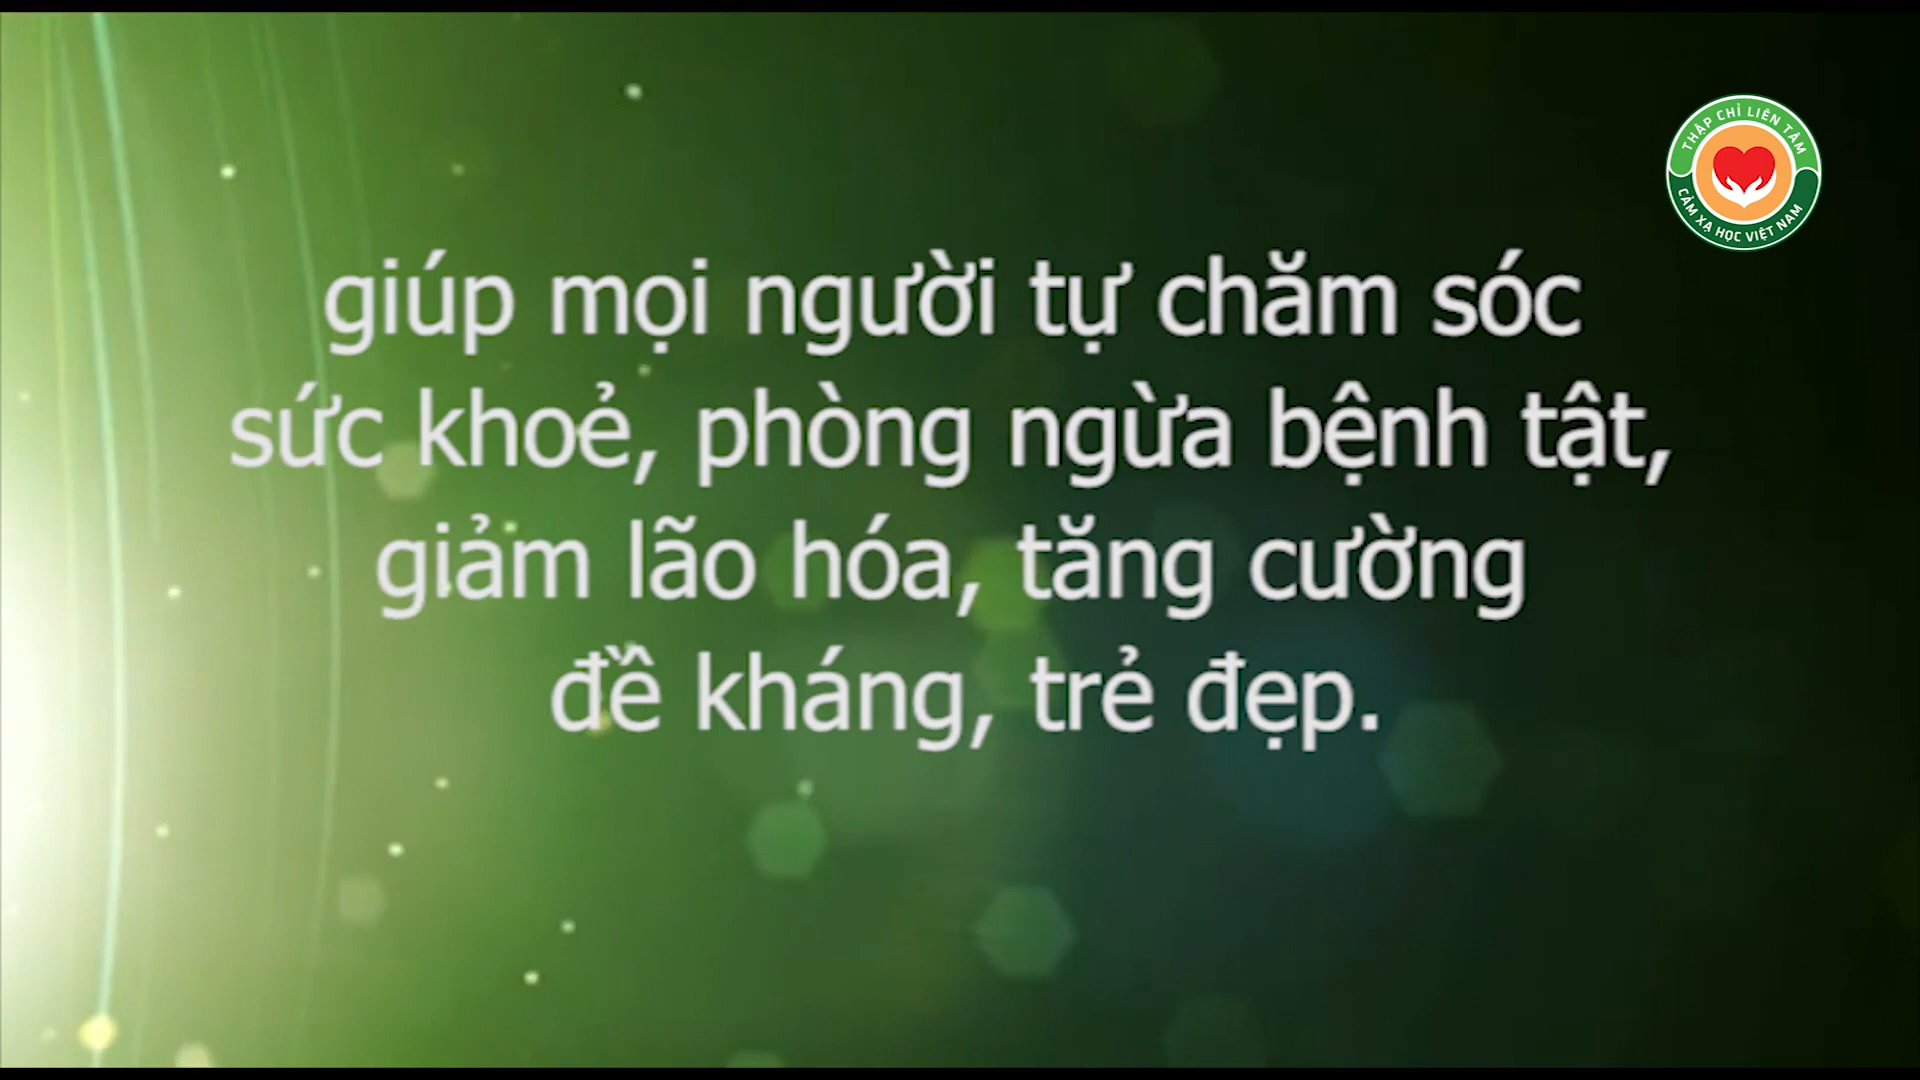 THẬP CHỈ LIÊN TÂM
CẢM XẠ HỌC VIỆT NAM
giúp mọi người tự chăm sóc
sức khoẻ, phòng ngừa bệnh tật,
giảm lão hóa, tăng cường
đề kháng, trẻ đẹp.